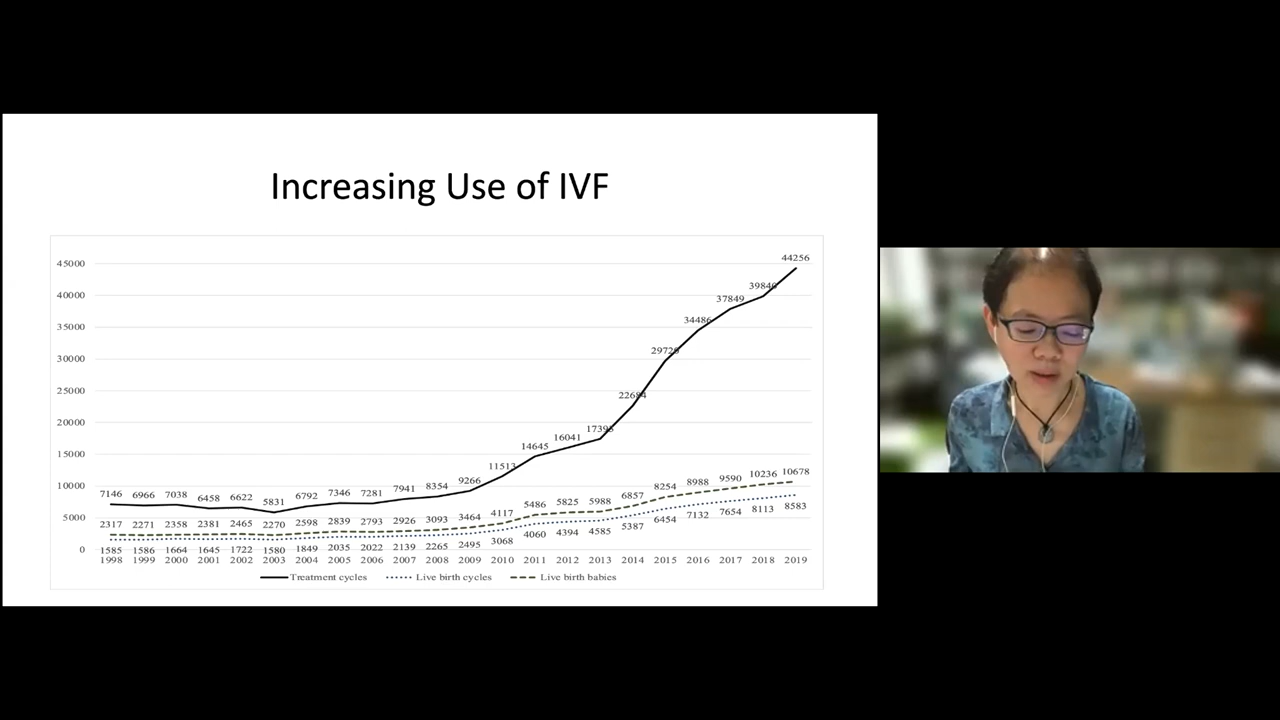 Increasing Use of IVF
45000
40000
35000
30000
25000
20000
15000
10000
5000
0
7146 6966 7038 6458 6622 5831 6792 7346 7281 7941 8354 9266 11513 14645 16041 17395 22684 29726 34486 37849 39840 44256
2317 2271 2358 2381 2465 2270 2598 2839 2793 2926 3093 3464 4117 5486 5825 5988 6857 8254 8988 9590 10236 10678
1585 1586 1664 1645 1722 1580 1849 2035 2022 2139 2265 2495 3068 4060 4394 4585 5387 6454 7132 7654 8113 8583
1998 1999 2000 2001 2002 2003 2004 2005 2006 2007 2008 2009 2010 2011 2012 2013 2014 2015 2016 2017 2018 2019
Treatment cycles Live birth cycles Live birth babies